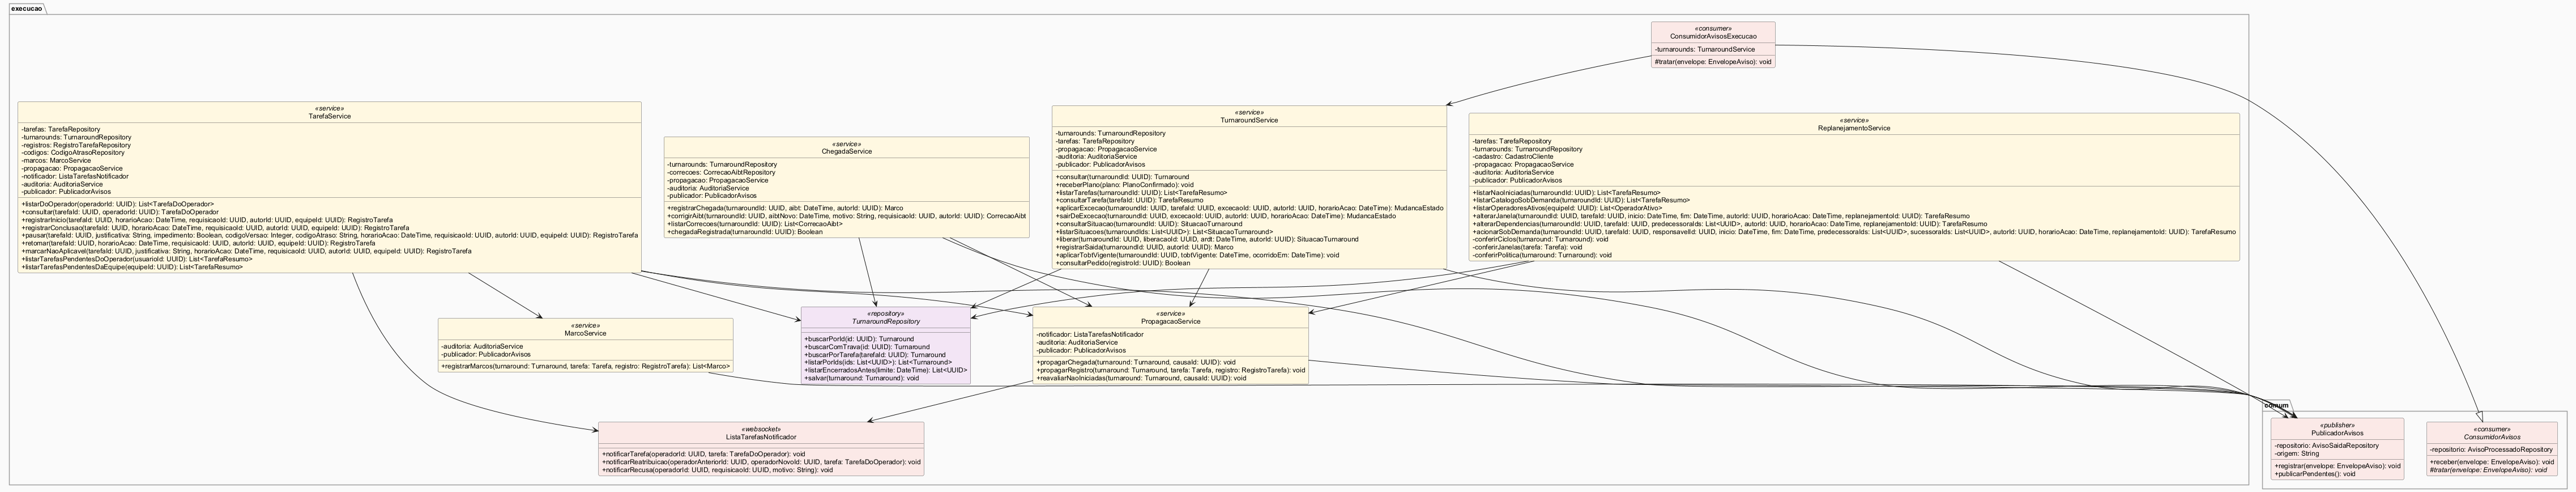 execucao
«consumer»
ConsumidorAvisosExecucao
-turnarounds: TurnaroundService
#tratar(envelope: EnvelopeAviso): void
«service»
TarefaService
-tarefas: TarefaRepository
-turnarounds: TurnaroundRepository
-registros: RegistroTarefaRepository
-codigos: CodigoAtrasoRepository
-marcos: MarcoService
-propagacao: PropagacaoService
-notificador: ListaTarefasNotificador
-auditoria: AuditoriaService
-publicador: PublicadorAvisos
+listarDoOperador(operadorId: UUID): List<TarefaDoOperador>
+consultar(tarefaId: UUID, operadorId: UUID): TarefaDoOperador
+registrarInicio(tarefaId: UUID, horarioAcao: DateTime, requisicaoId: UUID, autorId: UUID, equipeId: UUID): RegistroTarefa
+registrarConclusao(tarefaId: UUID, horarioAcao: DateTime, requisicaoId: UUID, autorId: UUID, equipeId: UUID): RegistroTarefa
+pausar(tarefaId: UUID, justificativa: String, impedimento: Boolean, codigoVersao: Integer, codigoAtraso: String, horarioAcao: DateTime, requisicaoId: UUID, autorId: UUID, equipeId: UUID): RegistroTarefa
+retomar(tarefaId: UUID, horarioAcao: DateTime, requisicaoId: UUID, autorId: UUID, equipeId: UUID): RegistroTarefa
+marcarNaoAplicavel(tarefaId: UUID, justificativa: String, horarioAcao: DateTime, requisicaoId: UUID, autorId: UUID, equipeId: UUID): RegistroTarefa
+listarTarefasPendentesDoOperador(usuarioId: UUID): List<TarefaResumo>
+listarTarefasPendentesDaEquipe(equipeId: UUID): List<TarefaResumo>
«service»
ChegadaService
-turnarounds: TurnaroundRepository
-correcoes: CorrecaoAibtRepository
-propagacao: PropagacaoService
-auditoria: AuditoriaService
-publicador: PublicadorAvisos
+registrarChegada(turnaroundId: UUID, aibt: DateTime, autorId: UUID): Marco
+corrigirAibt(turnaroundId: UUID, aibtNovo: DateTime, motivo: String, requisicaoId: UUID, autorId: UUID): CorrecaoAibt
+listarCorrecoes(turnaroundId: UUID): List<CorrecaoAibt>
+chegadaRegistrada(turnaroundId: UUID): Boolean
«service»
TurnaroundService
-turnarounds: TurnaroundRepository
-tarefas: TarefaRepository
-propagacao: PropagacaoService
-auditoria: AuditoriaService
-publicador: PublicadorAvisos
+consultar(turnaroundId: UUID): Turnaround
+receberPlano(plano: PlanoConfirmado): void
+listarTarefas(turnaroundId: UUID): List<TarefaResumo>
+consultarTarefa(tarefaId: UUID): TarefaResumo
+aplicarExcecao(turnaroundId: UUID, tarefaId: UUID, excecaoId: UUID, autorId: UUID, horarioAcao: DateTime): MudancaEstado
+sairDeExcecao(turnaroundId: UUID, excecaoId: UUID, autorId: UUID, horarioAcao: DateTime): MudancaEstado
+consultarSituacao(turnaroundId: UUID): SituacaoTurnaround
+listarSituacoes(turnaroundIds: List<UUID>): List<SituacaoTurnaround>
+liberar(turnaroundId: UUID, liberacaoId: UUID, ardt: DateTime, autorId: UUID): SituacaoTurnaround
+registrarSaida(turnaroundId: UUID, autorId: UUID): Marco
+aplicarTobtVigente(turnaroundId: UUID, tobtVigente: DateTime, ocorridoEm: DateTime): void
+consultarPedido(registroId: UUID): Boolean
«service»
ReplanejamentoService
-tarefas: TarefaRepository
-turnarounds: TurnaroundRepository
-cadastro: CadastroCliente
-propagacao: PropagacaoService
-auditoria: AuditoriaService
-publicador: PublicadorAvisos
+listarNaoIniciadas(turnaroundId: UUID): List<TarefaResumo>
+listarCatalogoSobDemanda(turnaroundId: UUID): List<TarefaResumo>
+listarOperadoresAtivos(equipeId: UUID): List<OperadorAtivo>
+alterarJanela(turnaroundId: UUID, tarefaId: UUID, inicio: DateTime, fim: DateTime, autorId: UUID, horarioAcao: DateTime, replanejamentoId: UUID): TarefaResumo
+alterarDependencias(turnaroundId: UUID, tarefaId: UUID, predecessoraIds: List<UUID>, autorId: UUID, horarioAcao: DateTime, replanejamentoId: UUID): TarefaResumo
+acionarSobDemanda(turnaroundId: UUID, tarefaId: UUID, responsavelId: UUID, inicio: DateTime, fim: DateTime, predecessoraIds: List<UUID>, sucessoraIds: List<UUID>, autorId: UUID, horarioAcao: DateTime, replanejamentoId: UUID): TarefaResumo
-conferirCiclos(turnaround: Turnaround): void
-conferirJanelas(tarefa: Tarefa): void
-conferirPolitica(turnaround: Turnaround): void
«service»
MarcoService
-auditoria: AuditoriaService
-publicador: PublicadorAvisos
+registrarMarcos(turnaround: Turnaround, tarefa: Tarefa, registro: RegistroTarefa): List<Marco>
«repository»
TurnaroundRepository
+buscarPorId(id: UUID): Turnaround
+buscarComTrava(id: UUID): Turnaround
+buscarPorTarefa(tarefaId: UUID): Turnaround
+listarPorIds(ids: List<UUID>): List<Turnaround>
+listarEncerradosAntes(limite: DateTime): List<UUID>
+salvar(turnaround: Turnaround): void
«service»
PropagacaoService
-notificador: ListaTarefasNotificador
-auditoria: AuditoriaService
-publicador: PublicadorAvisos
+propagarChegada(turnaround: Turnaround, causaId: UUID): void
+propagarRegistro(turnaround: Turnaround, tarefa: Tarefa, registro: RegistroTarefa): void
+reavaliarNaoIniciadas(turnaround: Turnaround, causaId: UUID): void
«websocket»
ListaTarefasNotificador
+notificarTarefa(operadorId: UUID, tarefa: TarefaDoOperador): void
+notificarReatribuicao(operadorAnteriorId: UUID, operadorNovoId: UUID, tarefa: TarefaDoOperador): void
+notificarRecusa(operadorId: UUID, requisicaoId: UUID, motivo: String): void
comum
«publisher»
PublicadorAvisos
-repositorio: AvisoSaidaRepository
-origem: String
+registrar(envelope: EnvelopeAviso): void
+publicarPendentes(): void
«consumer»
ConsumidorAvisos
-repositorio: AvisoProcessadoRepository
+receber(envelope: EnvelopeAviso): void
#tratar(envelope: EnvelopeAviso): void